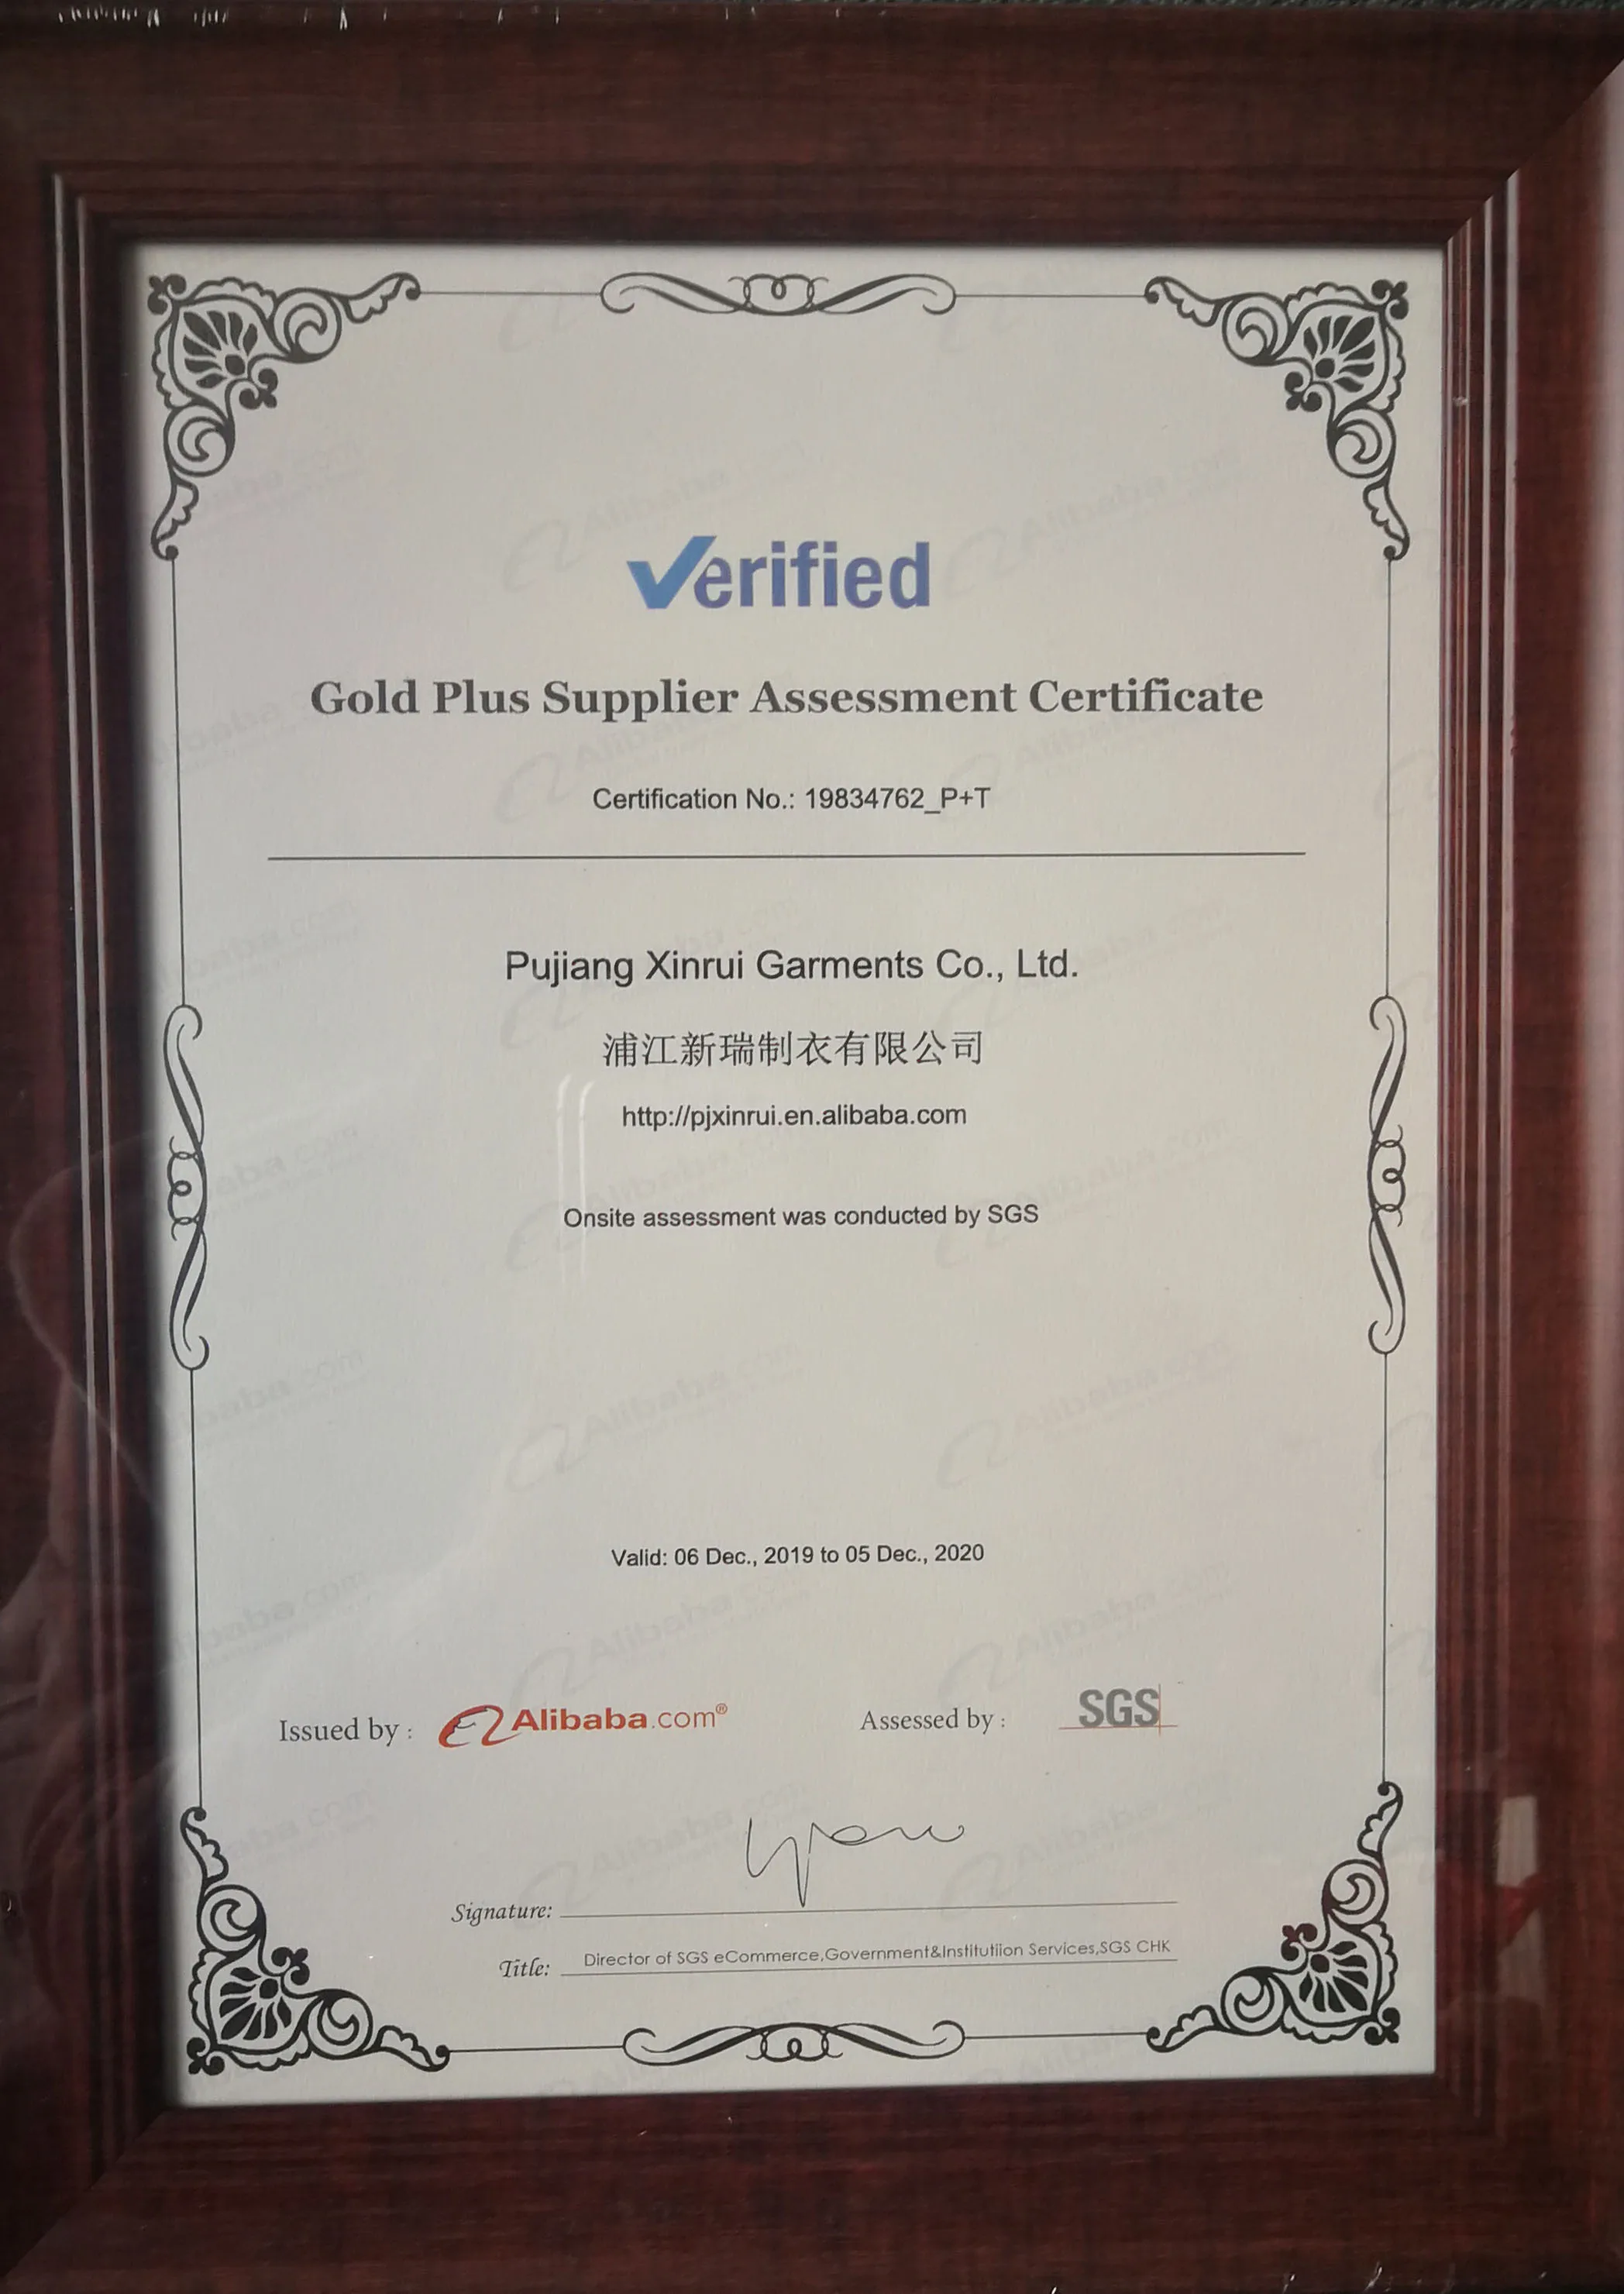 Verified
Gold Plus Supplier Assessment Certificate
Certification No.: 19834762_P+T
Pujiang Xinrui Garments Co., Ltd.
浦江新瑞制衣有限公司
http://pjxinrui.en.alibaba.com
Onsite assessment was conducted by SGS
Valid: 06 Dec., 2019 to 05 Dec., 2020
Issued by : Alibaba.com® Assessed by : SGS
Signature:
Title: Director of SGS eCommerce,Government&Institutiion Services,SGS CHK